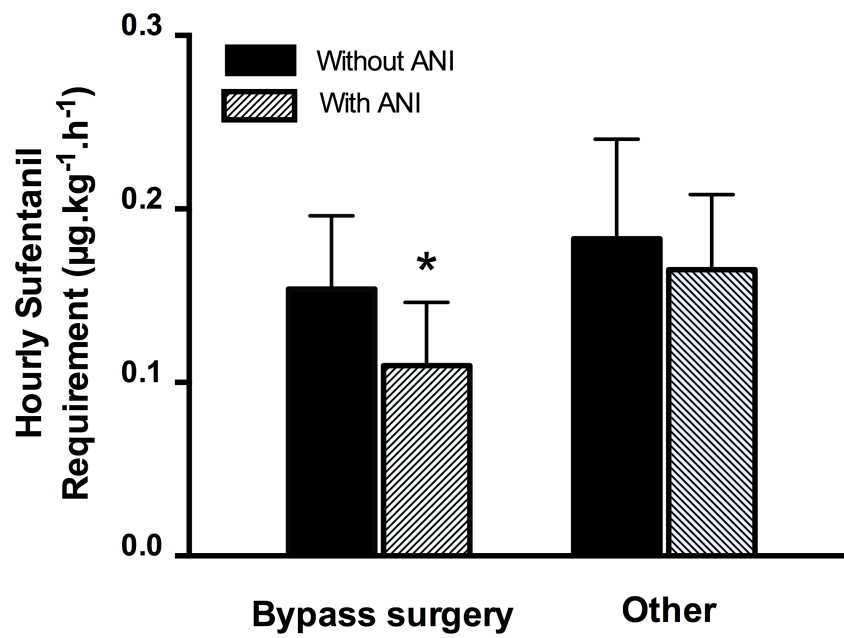 0.3
Without ANI
With ANI
Hourly Sufentanil
Requirement (µg.kg⁻¹.h⁻¹)
0.2
*
0.1
0.0
Bypass surgery
Other